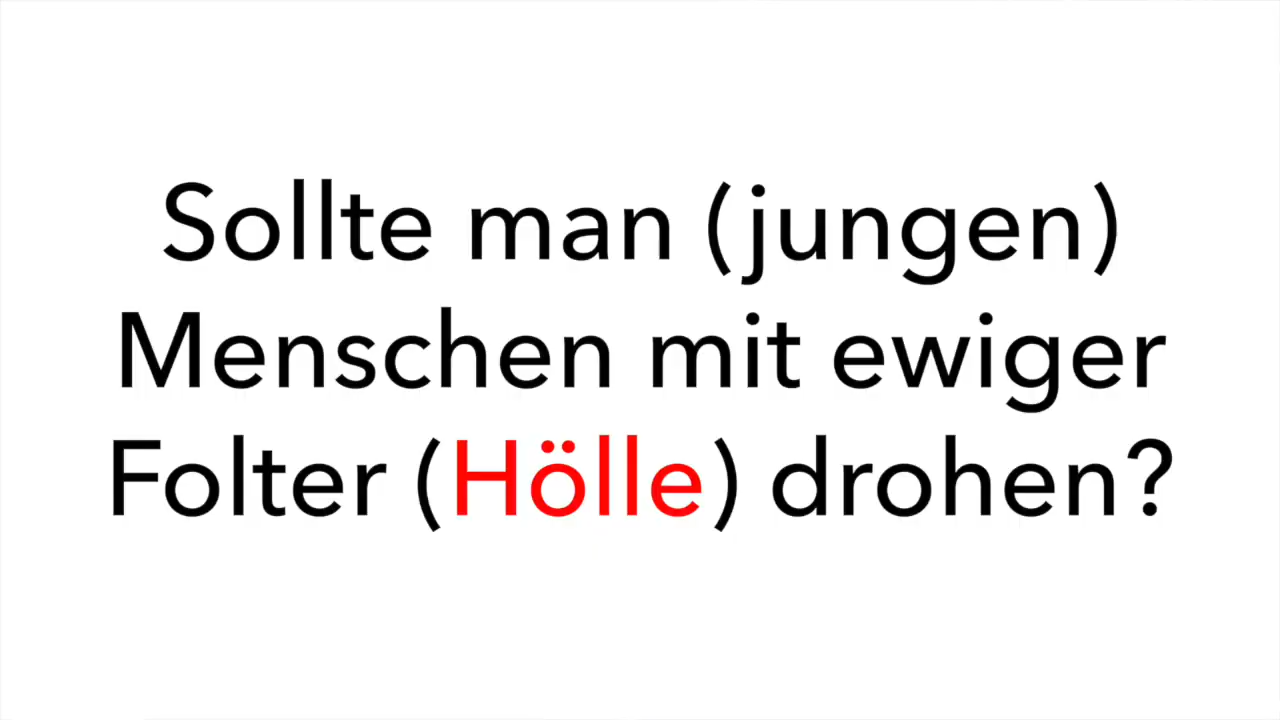 Sollte man (jungen)
Menschen mit ewiger
Folter (Hölle) drohen?